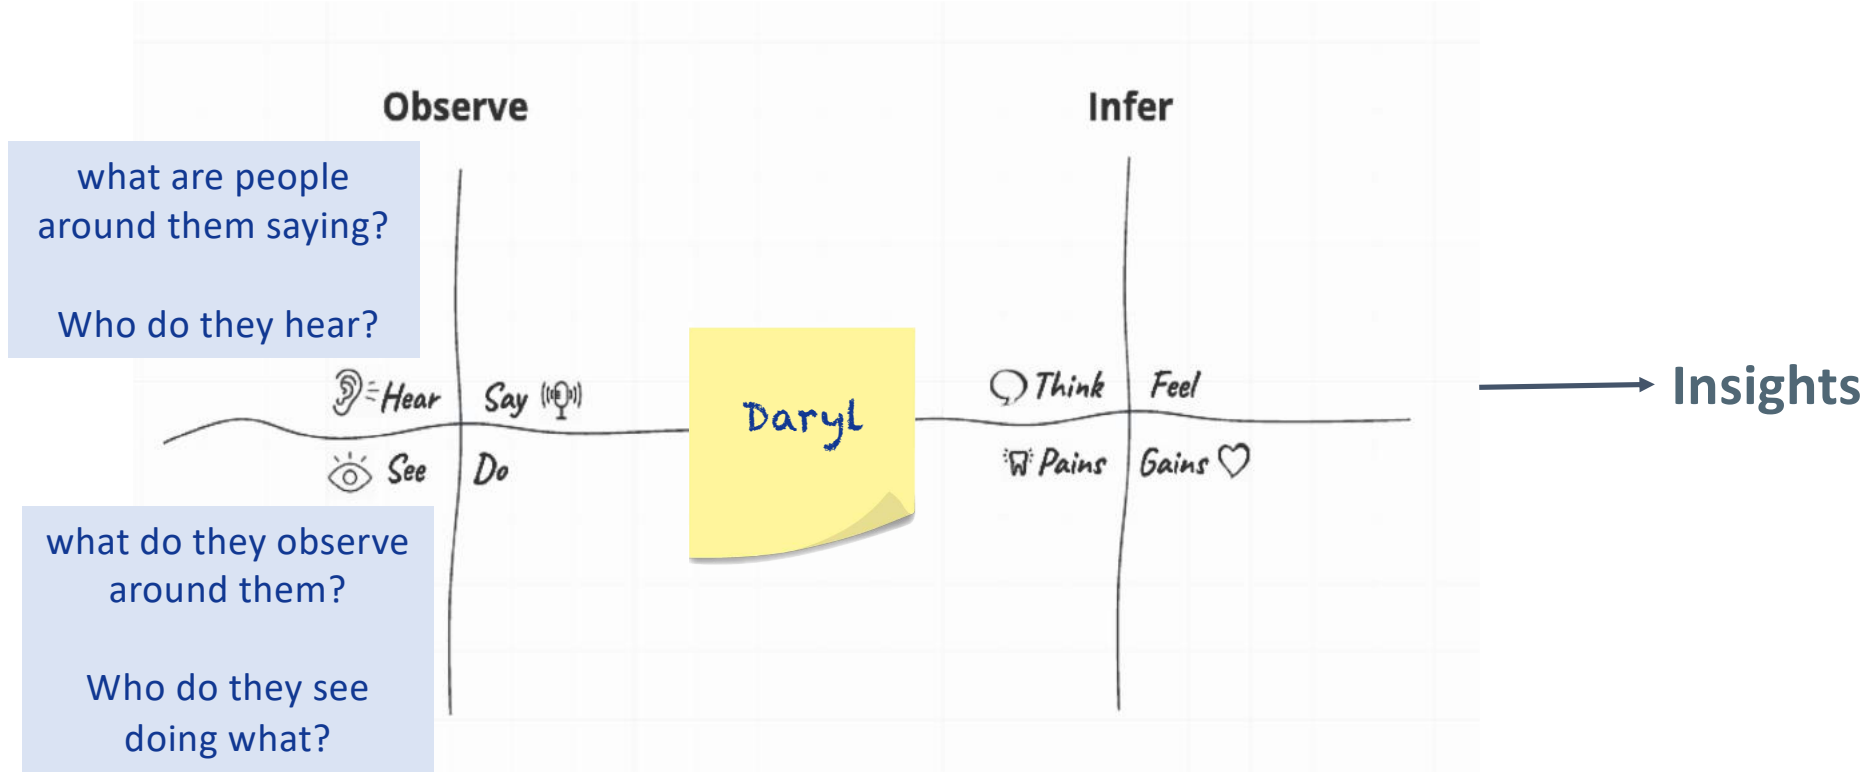 Observe
Infer
what are people
around them saying?
Who do they hear?
Hear
Say
See
Do
what do they observe
around them?
Who do they see
doing what?
Daryl
Think
Feel
Pains
Gains
Insights